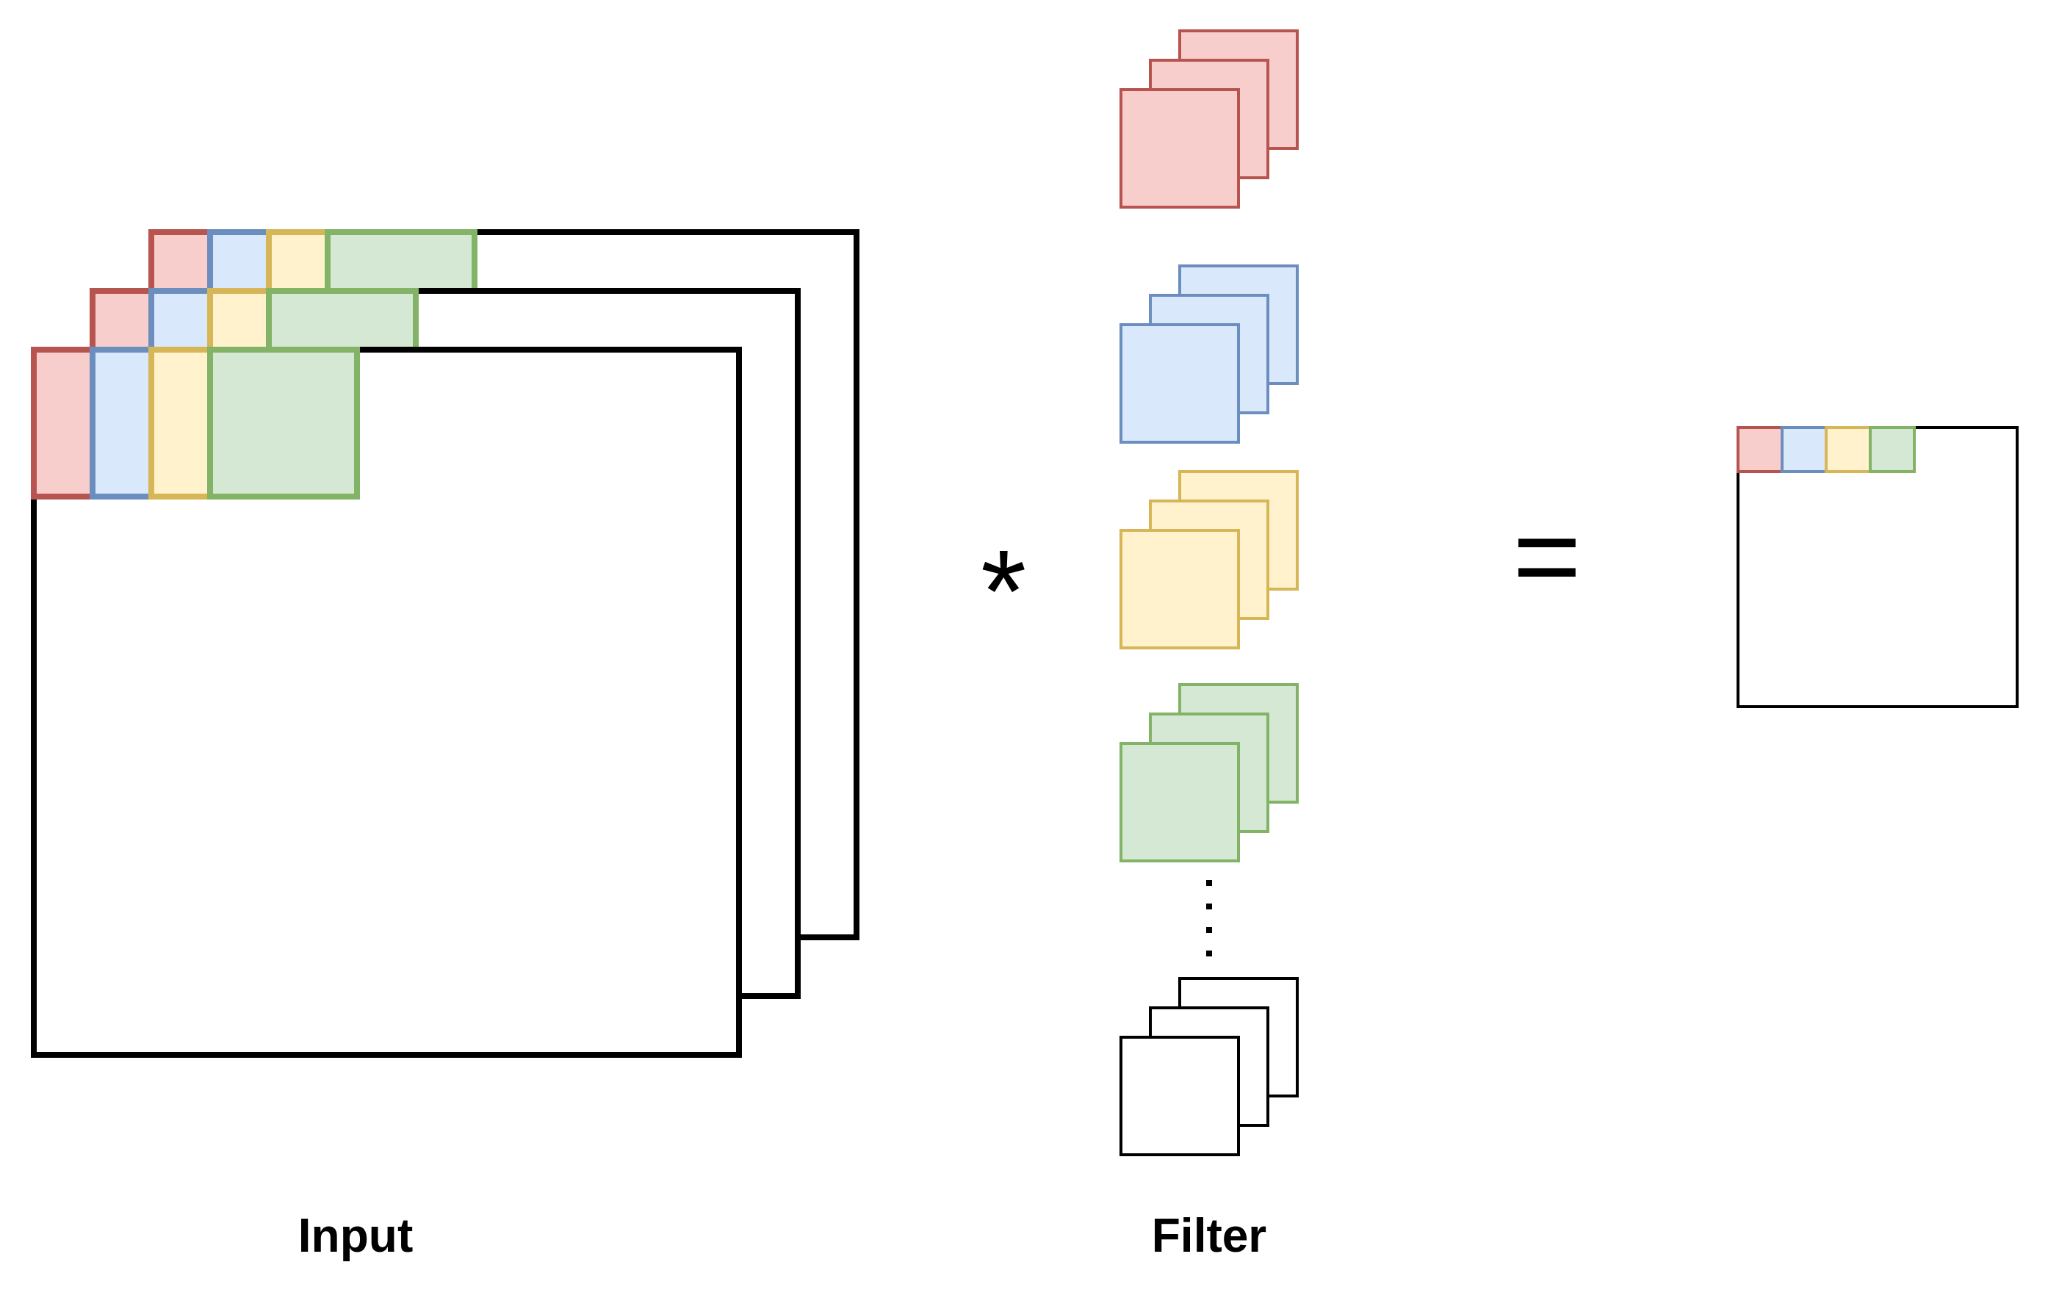 *
=
Input
Filter